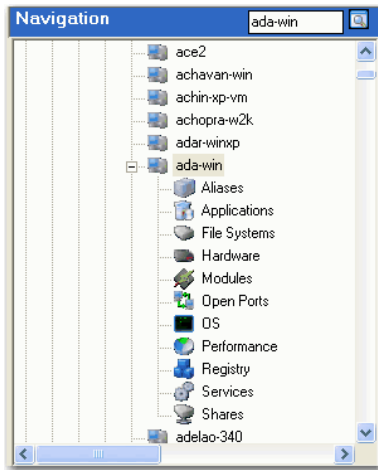 Navigation
ada-win
ace2
achavan-win
achin-xp-vm
achopra-w2k
adar-winxp
ada-win
Aliases
Applications
File Systems
Hardware
Modules
Open Ports
OS
Performance
Registry
Services
Shares
adelao-340